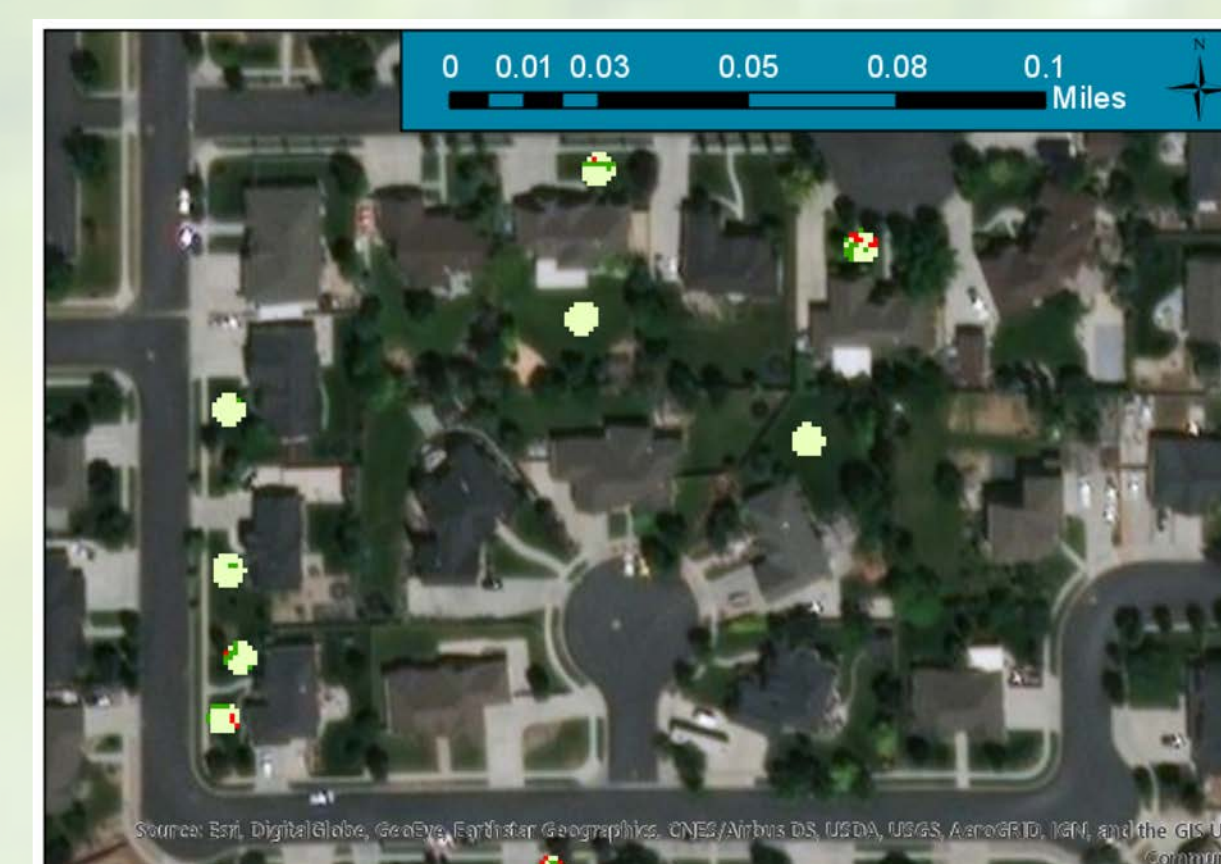 N
0 0.01 0.03 0.05 0.08 0.1
Miles
Source: Esri, DigitalGlobe, GeoEye, Earthstar Geographics, CNES/Airbus DS, USDA, USGS, AeroGRID, IGN, and the GIS U